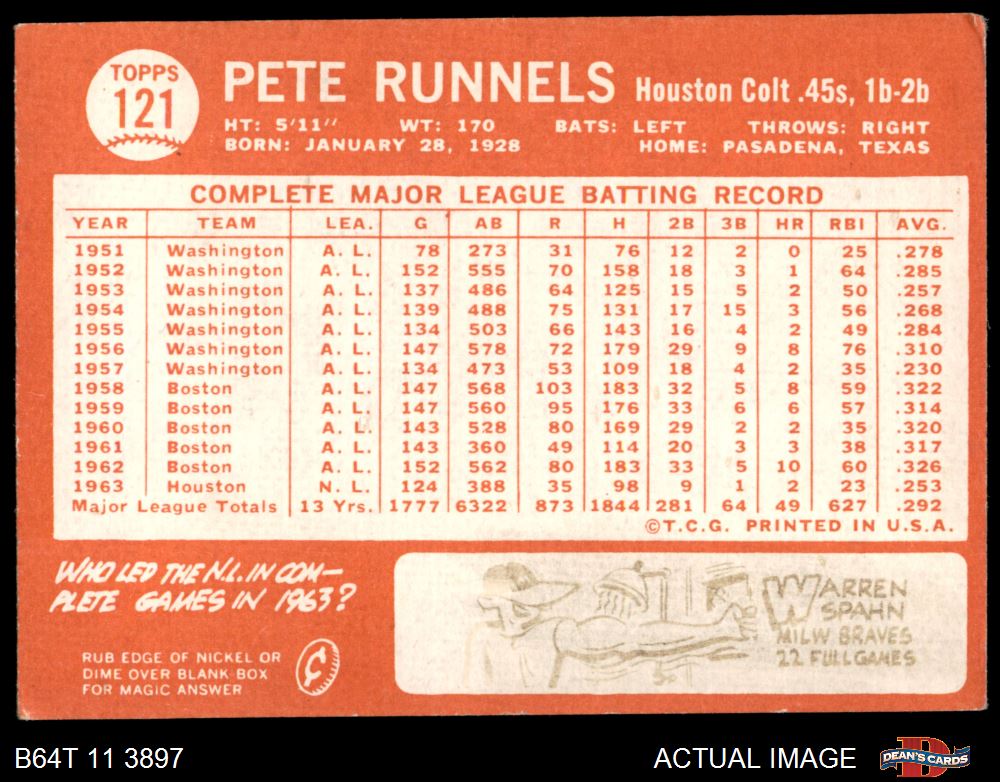 TOPPS
121
PETE RUNNELS Houston Colt .45s, 1b-2b
HT: 5'11" WT: 170 BATS: LEFT THROWS: RIGHT
BORN: JANUARY 28, 1928 HOME: PASADENA, TEXAS
COMPLETE MAJOR LEAGUE BATTING RECORD
YEAR TEAM LEA. G AB R H 2B 3B HR RBI AVG.
1951 Washington A. L. 78 273 31 76 12 2 0 25 .278
1952 Washington A. L. 152 555 70 158 18 3 1 64 .285
1953 Washington A. L. 137 486 64 125 15 5 2 50 .257
1954 Washington A. L. 139 488 75 131 17 15 3 56 .268
1955 Washington A. L. 134 503 66 143 16 4 2 49 .284
1956 Washington A. L. 147 578 72 179 29 9 8 76 .310
1957 Washington A. L. 134 473 53 109 18 4 2 35 .230
1958 Boston A. L. 147 568 103 183 32 5 8 59 .322
1959 Boston A. L. 147 560 95 176 33 6 6 57 .314
1960 Boston A. L. 143 528 80 169 29 2 2 35 .320
1961 Boston A. L. 143 360 49 114 20 3 3 38 .317
1962 Boston A. L. 152 562 80 183 33 5 10 60 .326
1963 Houston N. L. 124 388 35 98 9 1 2 23 .253
Major League Totals 13 Yrs. 1777 6322 873 1844 281 64 49 627 .292
©T.C.G. PRINTED IN U.S.A.
WHO LED THE N.L. IN COM-
PLETE GAMES IN 1963?
RUB EDGE OF NICKEL OR
DIME OVER BLANK BOX
FOR MAGIC ANSWER
WARREN
SPAHN
MILW BRAVES
22 FULL GAMES
B64T 11 3897 ACTUAL IMAGE DEAN'S CARDS